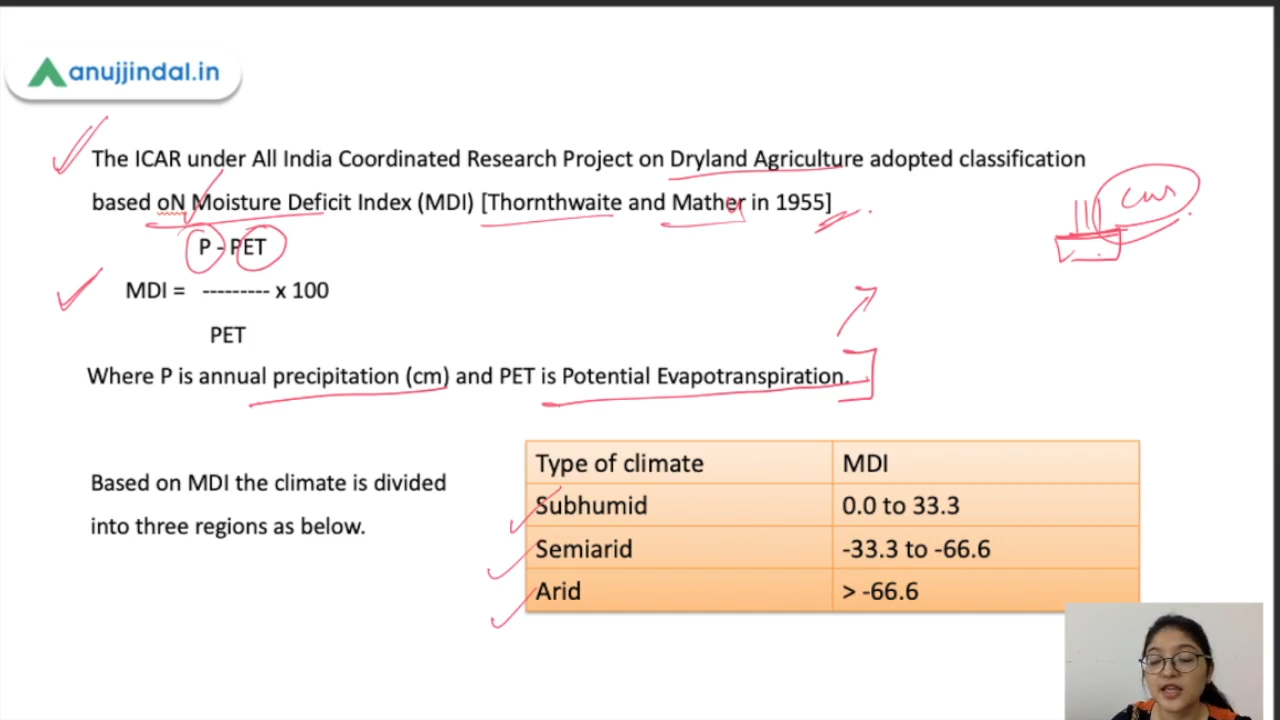 anujjindal.in
The ICAR under All India Coordinated Research Project on Dryland Agriculture adopted classification
based oN Moisture Deficit Index (MDI) [Thornthwaite and Mather in 1955]
P - PET
MDI = --------- x 100
PET
Where P is annual precipitation (cm) and PET is Potential Evapotranspiration.
Based on MDI the climate is divided
into three regions as below.
Type of climate MDI
Subhumid 0.0 to 33.3
Semiarid -33.3 to -66.6
Arid > -66.6